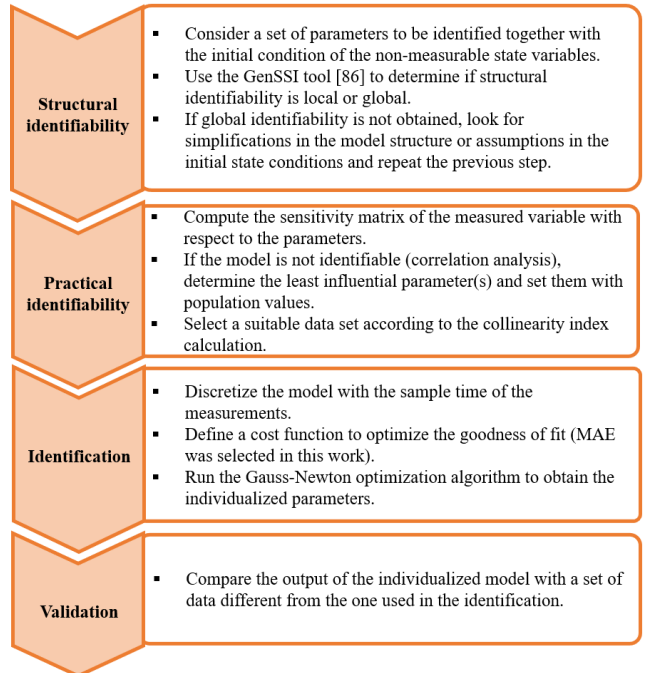 Structural
identifiability
▪ Consider a set of parameters to be identified together with
the initial condition of the non-measurable state variables.
▪ Use the GenSSI tool [86] to determine if structural
identifiability is local or global.
▪ If global identifiability is not obtained, look for
simplifications in the model structure or assumptions in the
initial state conditions and repeat the previous step.
Practical
identifiability
▪ Compute the sensitivity matrix of the measured variable with
respect to the parameters.
▪ If the model is not identifiable (correlation analysis),
determine the least influential parameter(s) and set them with
population values.
▪ Select a suitable data set according to the collinearity index
calculation.
Identification
▪ Discretize the model with the sample time of the
measurements.
▪ Define a cost function to optimize the goodness of fit (MAE
was selected in this work).
▪ Run the Gauss-Newton optimization algorithm to obtain the
individualized parameters.
Validation
▪ Compare the output of the individualized model with a set of
data different from the one used in the identification.